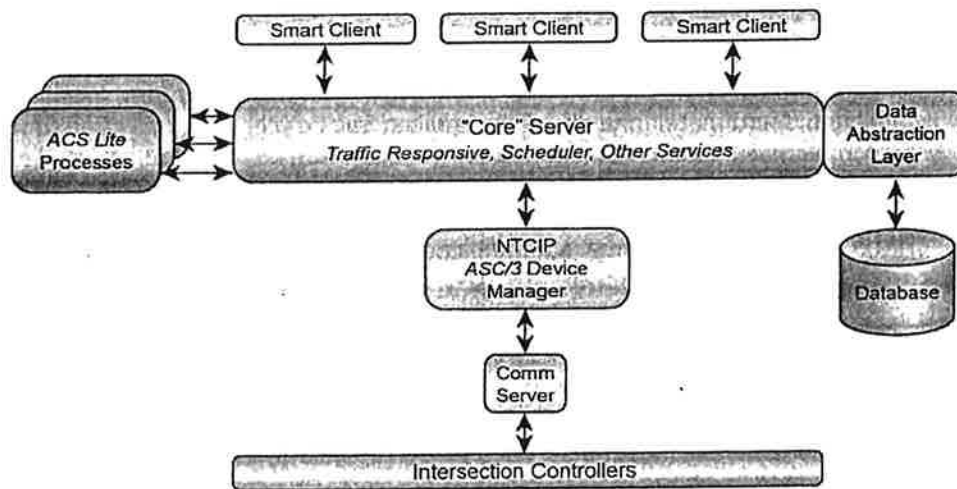 Smart Client
Smart Client
Smart Client
ACS Lite
Processes
"Core" Server
Traffic Responsive, Scheduler, Other Services
Data
Abstraction
Layer
NTCIP
ASC/3 Device
Manager
Database
Comm
Server
Intersection Controllers